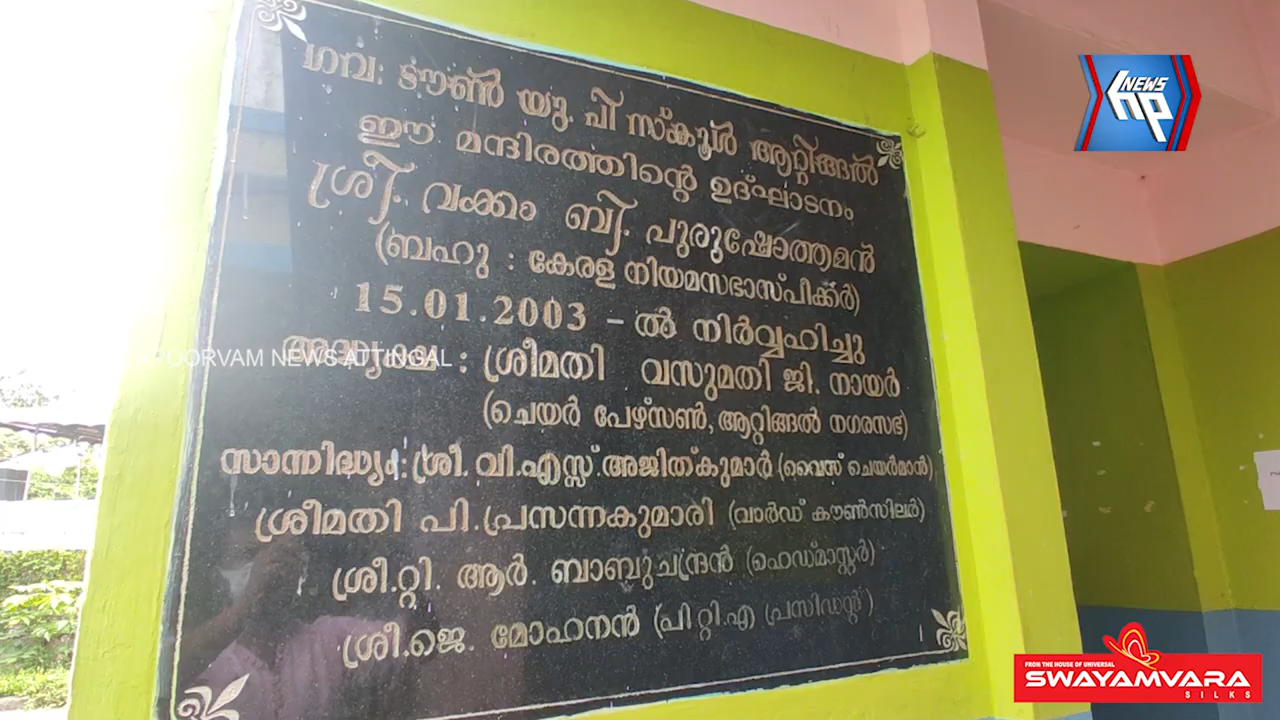 ഗവ: ടൗൺ യു. പി സ്കൂൾ ആറ്റിങ്ങൽ
ഈ മന്ദിരത്തിന്റെ ഉദ്ഘാടനം
ശ്രീ. വക്കം ബി. പുരുഷോത്തമൻ
(ബഹു : കേരള നിയമസഭാസ്പീക്കർ)
15.01.2003 - ൽ നിർവ്വഹിച്ചു
അദ്ധ്യക്ഷ : ശ്രീമതി വസുമതി ജി. നായർ
(ചെയർ പേഴ്സൺ, ആറ്റിങ്ങൽ നഗരസഭ)
സാന്നിദ്ധ്യം : ശ്രീ. വി.എസ്സ്.അജിത്കുമാർ (വൈസ് ചെയർമാൻ)
ശ്രീമതി പി.പ്രസന്നകുമാരി (വാർഡ് കൗൺസിലർ)
ശ്രീ.റ്റി. ആർ. ബാബുചന്ദ്രൻ (ഹെഡ്മാസ്റ്റർ)
ശ്രീ.ജെ. മോഹനൻ (പി.റ്റി.എ പ്രസിഡന്റ്)
POORVAM NEWS ATTINGAL
NEWS
np
FROM THE HOUSE OF UNIVERSAL
SWAYAMVARA
SILKS